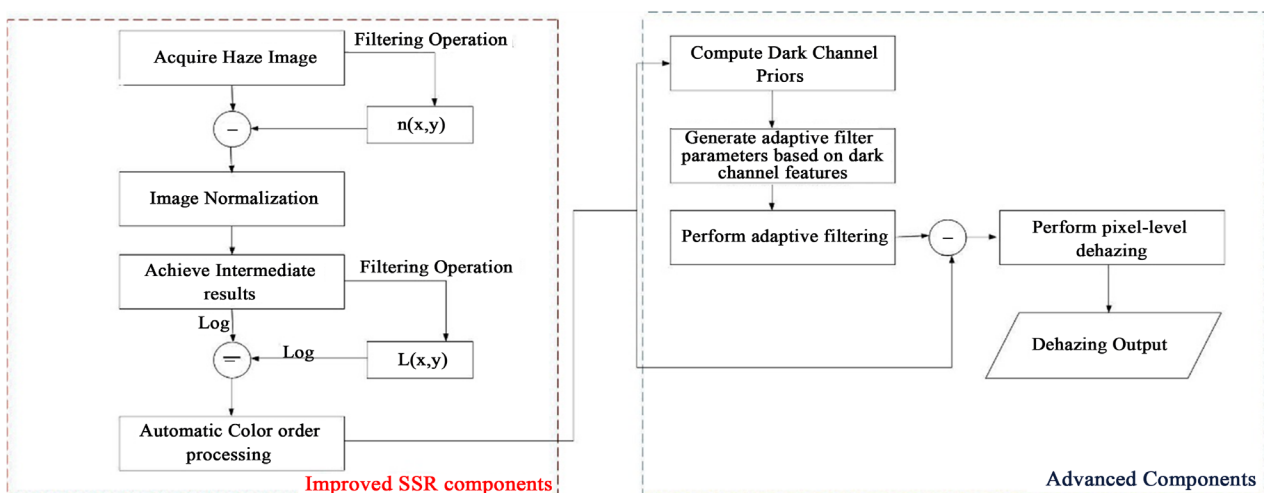 Acquire Haze Image
Filtering Operation
n(x,y)
−
Image Normalization
Achieve Intermediate
results
Filtering Operation
Log
Log
L(x,y)
=
Automatic Color order
processing
Improved SSR components
Compute Dark Channel
Priors
Generate adaptive filter
parameters based on dark
channel features
Perform adaptive filtering
−
Perform pixel-level
dehazing
Dehazing Output
Advanced Components